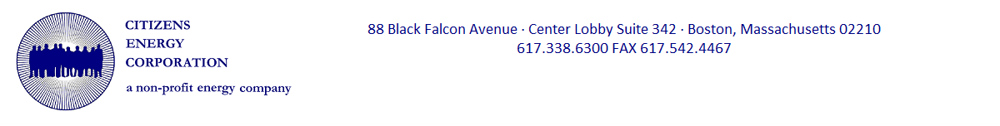 CITIZENS
ENERGY
CORPORATION
a non-profit energy company
88 Black Falcon Avenue · Center Lobby Suite 342 · Boston, Massachusetts 02210
617.338.6300 FAX 617.542.4467